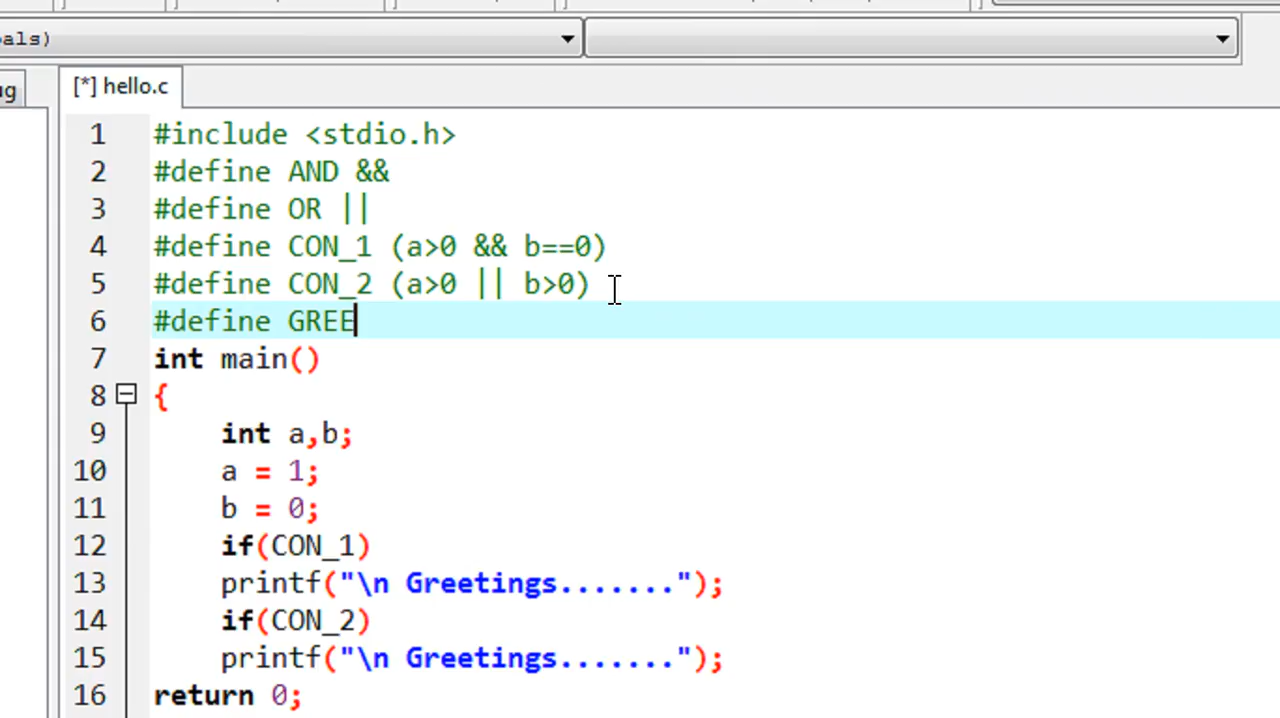 als)
g
[*] hello.c
1 #include <stdio.h>
2 #define AND &&
3 #define OR ||
4 #define CON_1 (a>0 && b==0)
5 #define CON_2 (a>0 || b>0)
6 #define GREE
7 int main()
8 {
9 int a,b;
10 a = 1;
11 b = 0;
12 if(CON_1)
13 printf("\n Greetings.......");
14 if(CON_2)
15 printf("\n Greetings.......");
16 return 0;